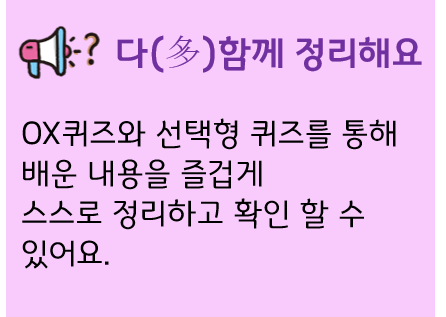 ? 다(多)함께 정리해요
OX퀴즈와 선택형 퀴즈를 통해
배운 내용을 즐겁게
스스로 정리하고 확인 할 수
있어요.